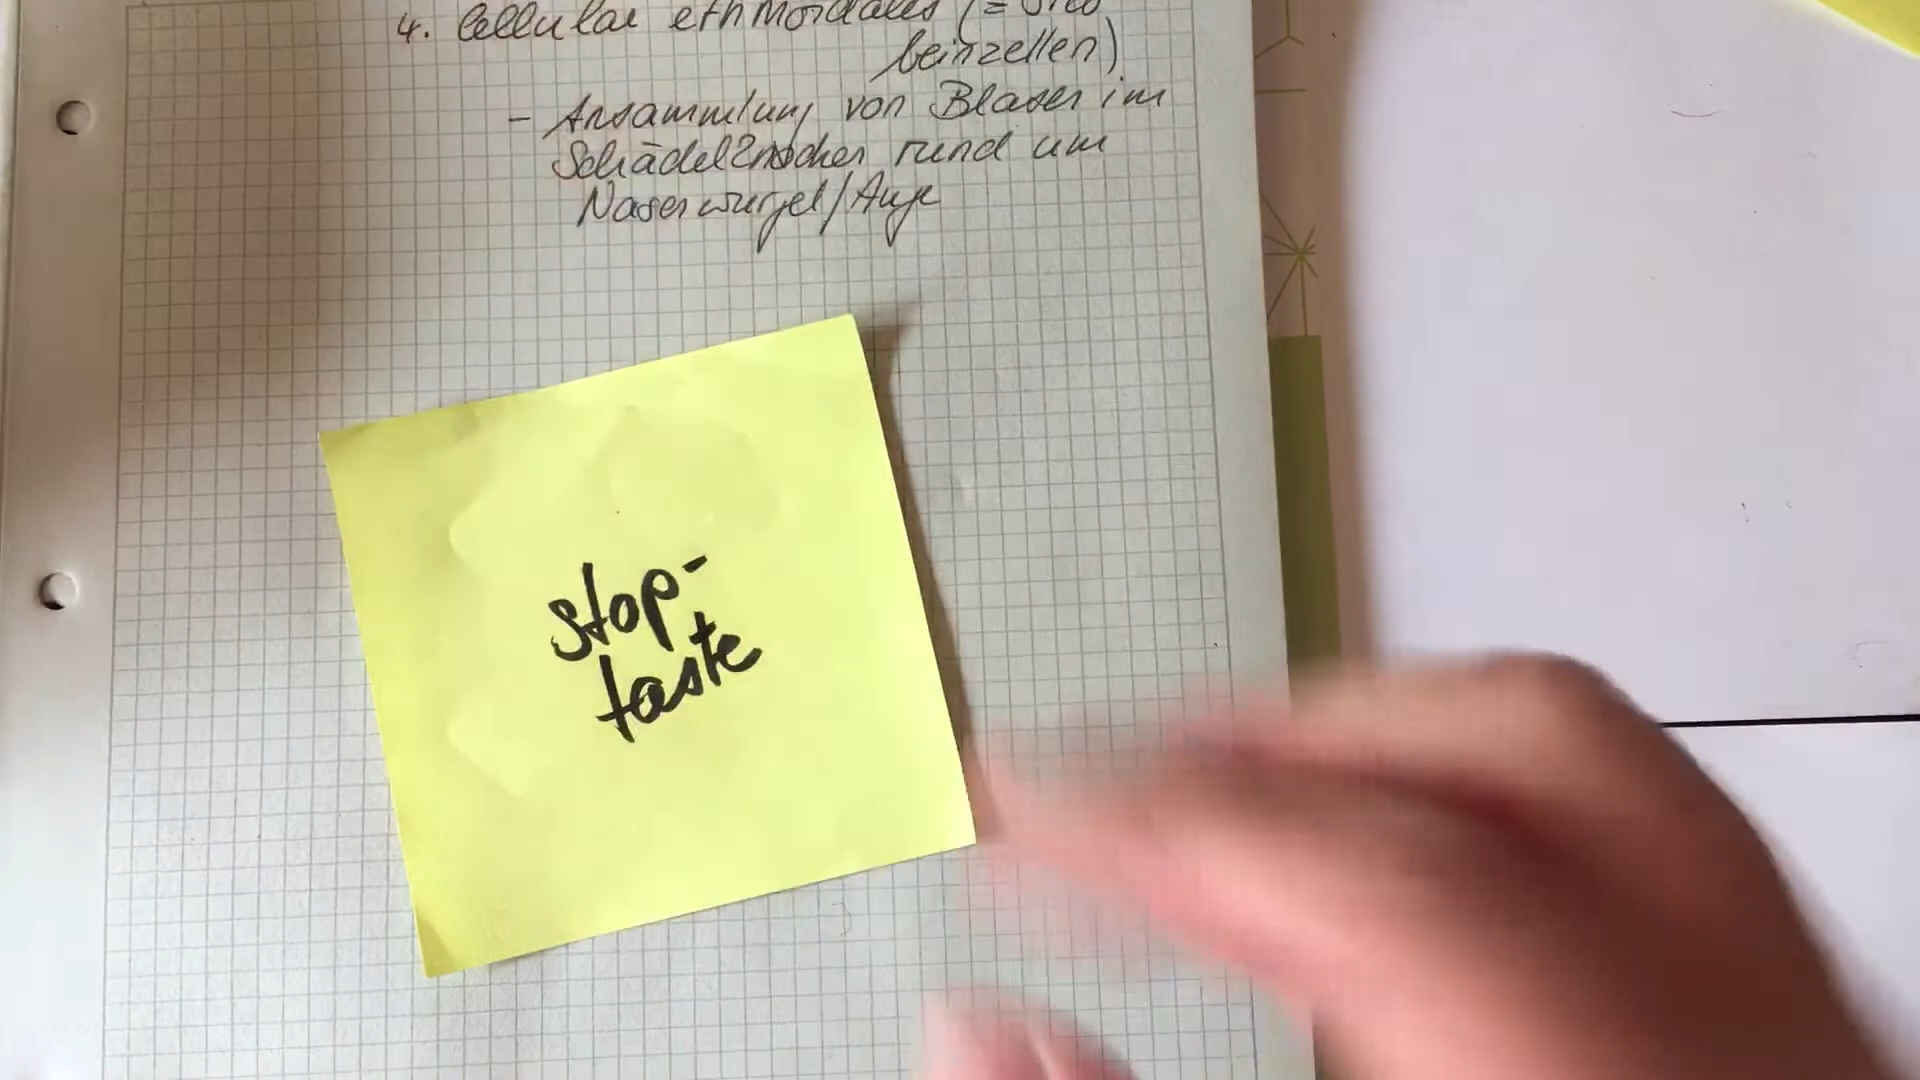 4. Cellulae ethmoidales (= Sieb
beinzellen)
- Ansammlung von Blasen im
Schädelknochen rund um
Nasenwurzel/Auge
stop-
taste